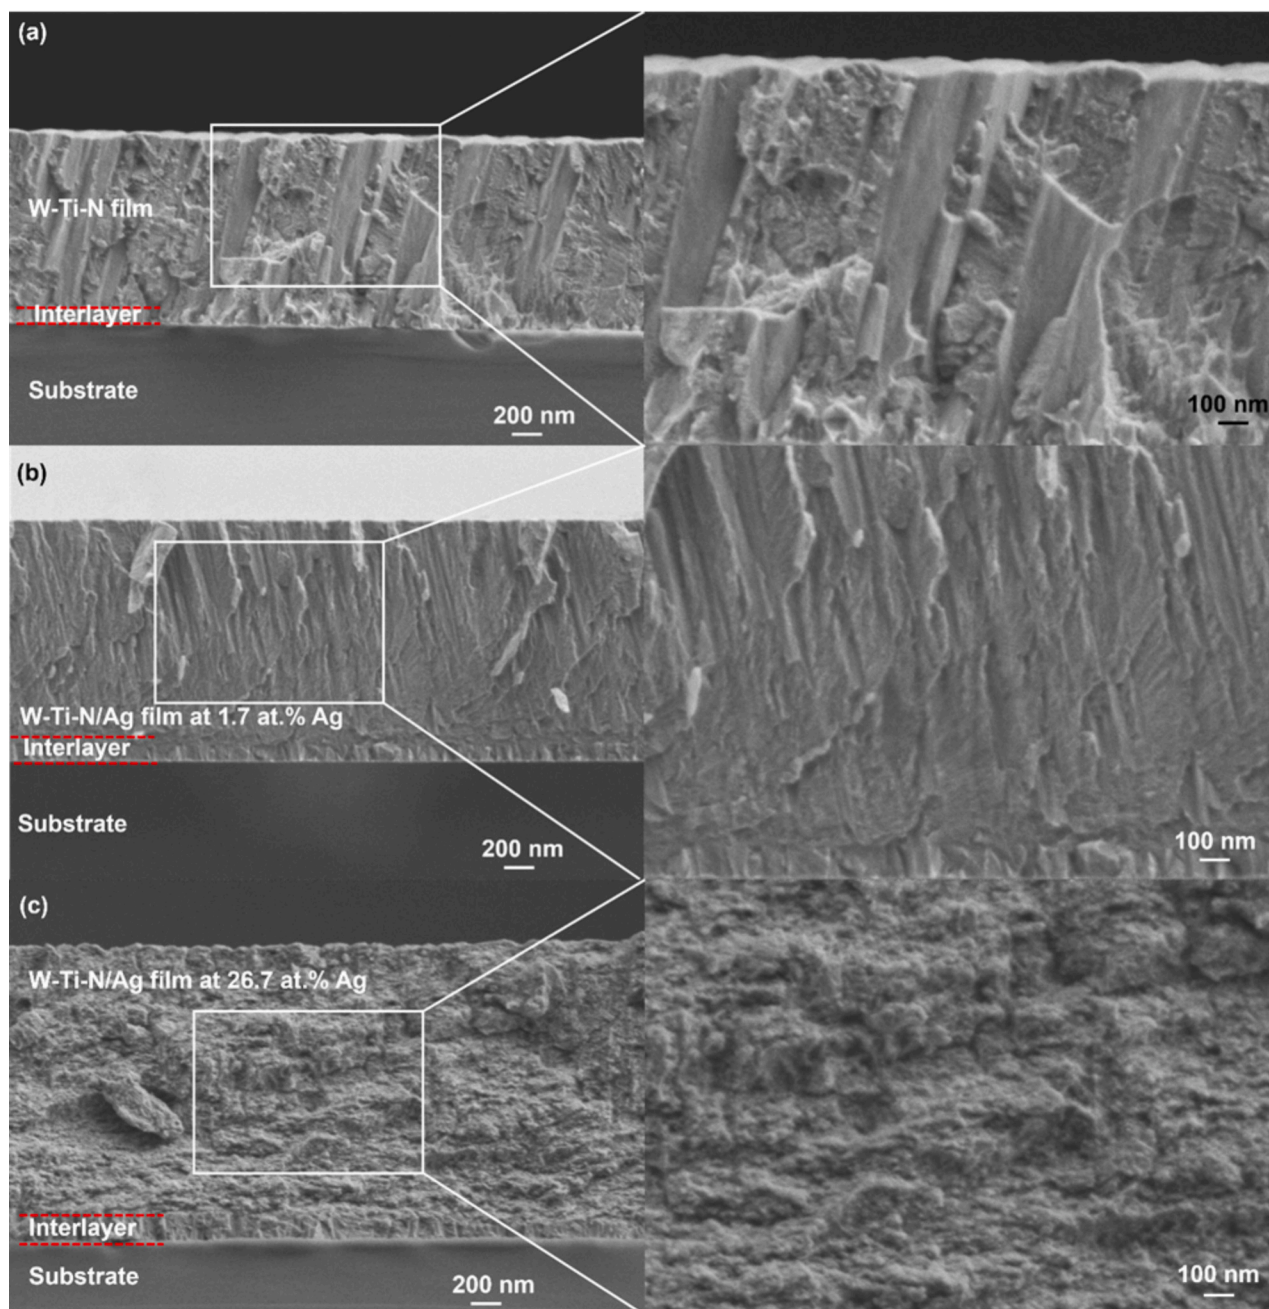 (a)
W-Ti-N film
Interlayer
Substrate
200 nm
100 nm
(b)
W-Ti-N/Ag film at 1.7 at.% Ag
Interlayer
Substrate
200 nm
100 nm
(c)
W-Ti-N/Ag film at 26.7 at.% Ag
Interlayer
Substrate
200 nm
100 nm